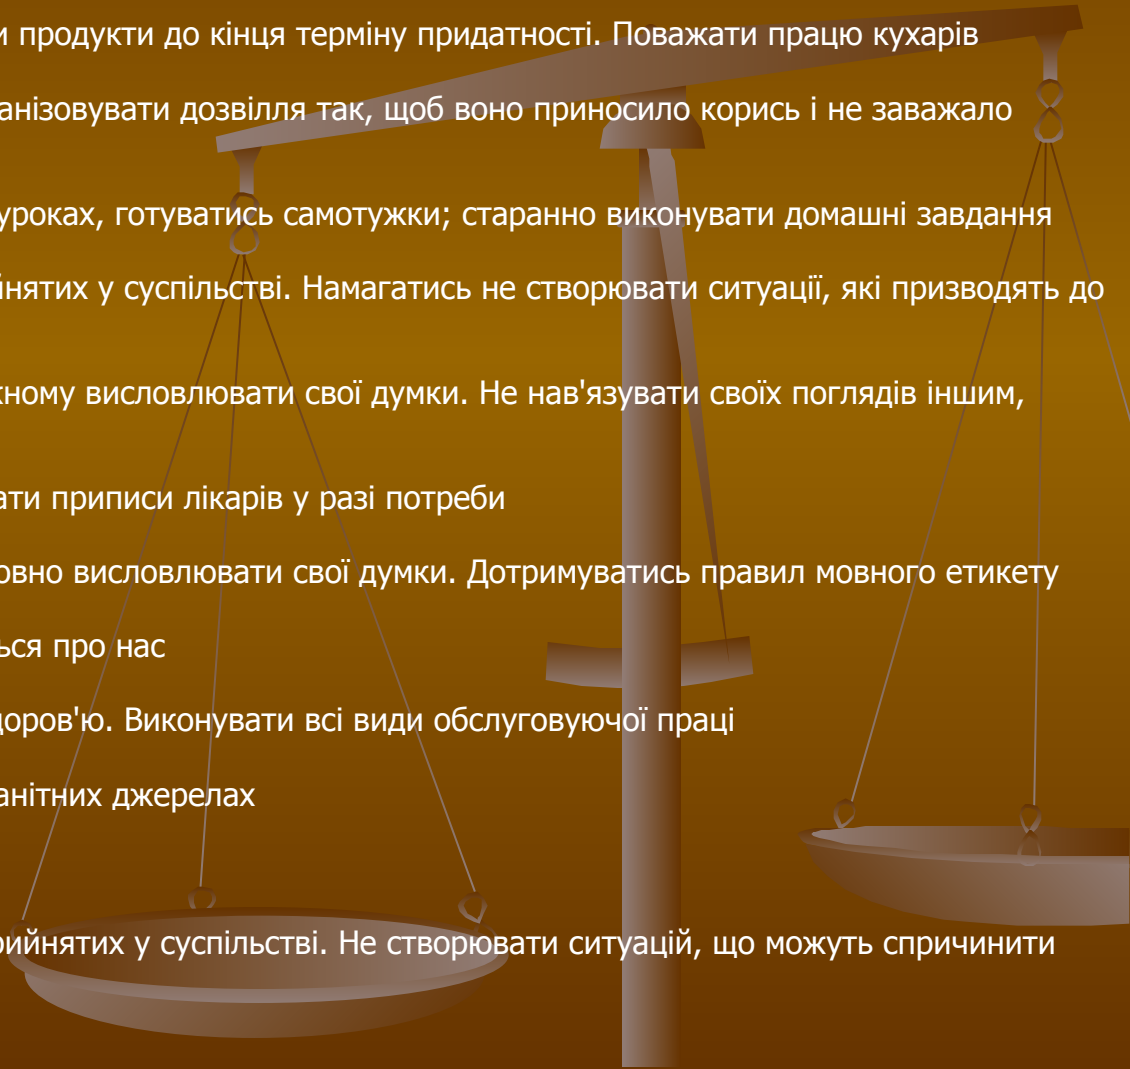 и продукти до кінця терміну придатності. Поважати працю кухарів
анізовувати дозвілля так, щоб воно приносило корись і не заважало
уроках, готуватись самотужки; старанно виконувати домашні завдання
йнятих у суспільстві. Намагатись не створювати ситуації, які призводять до
жному висловлювати свої думки. Не нав'язувати своїх поглядів іншим,
ати приписи лікарів у разі потреби
овно висловлювати свої думки. Дотримуватись правил мовного етикету
ься про нас
доров'ю. Виконувати всі види обслуговуючої праці
анітних джерелах
рийнятих у суспільстві. Не створювати ситуацій, що можуть спричинити